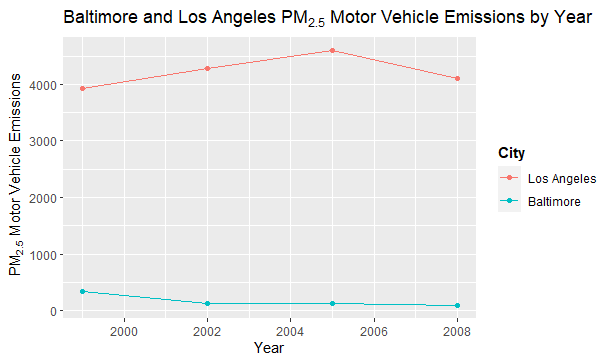 Baltimore and Los Angeles PM2.5 Motor Vehicle Emissions by Year
PM2.5 Motor Vehicle Emissions
4000
3000
2000
1000
0
2000 2002 2004 2006 2008
Year
City
Los Angeles
Baltimore